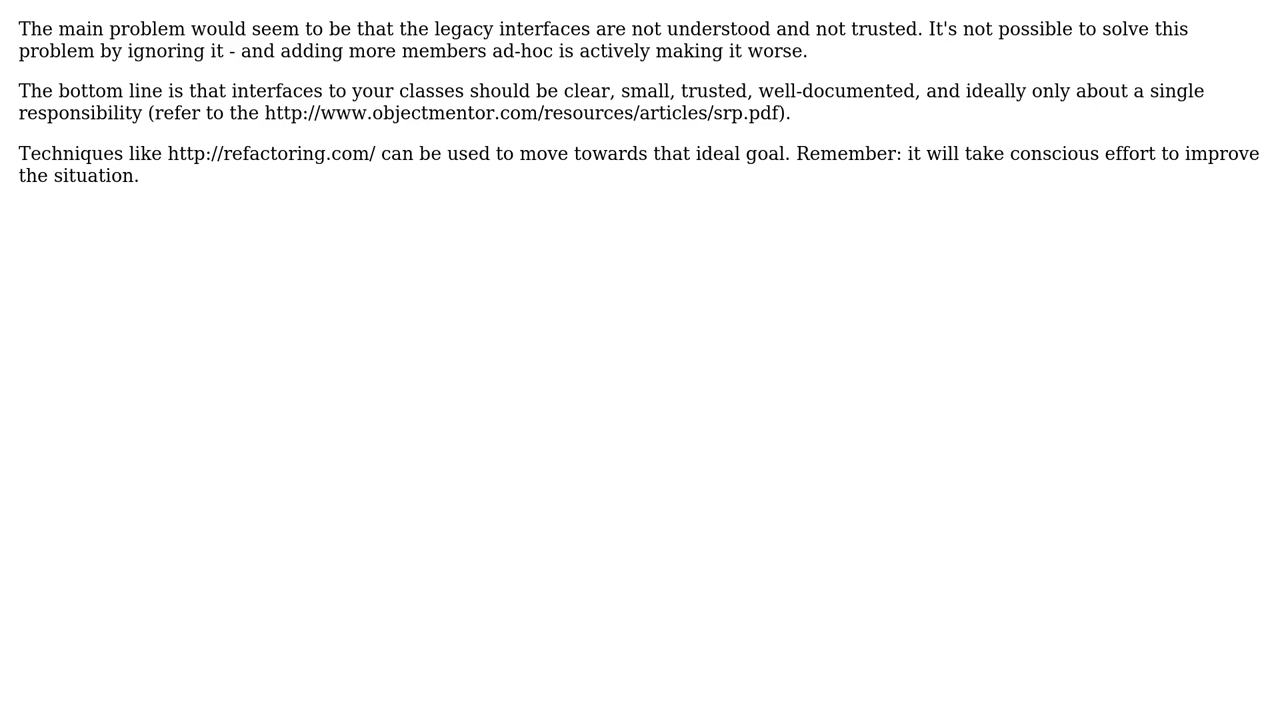 The main problem would seem to be that the legacy interfaces are not understood and not trusted. It's not possible to solve this
problem by ignoring it - and adding more members ad-hoc is actively making it worse.
The bottom line is that interfaces to your classes should be clear, small, trusted, well-documented, and ideally only about a single
responsibility (refer to the http://www.objectmentor.com/resources/articles/srp.pdf).
Techniques like http://refactoring.com/ can be used to move towards that ideal goal. Remember: it will take conscious effort to improve
the situation.